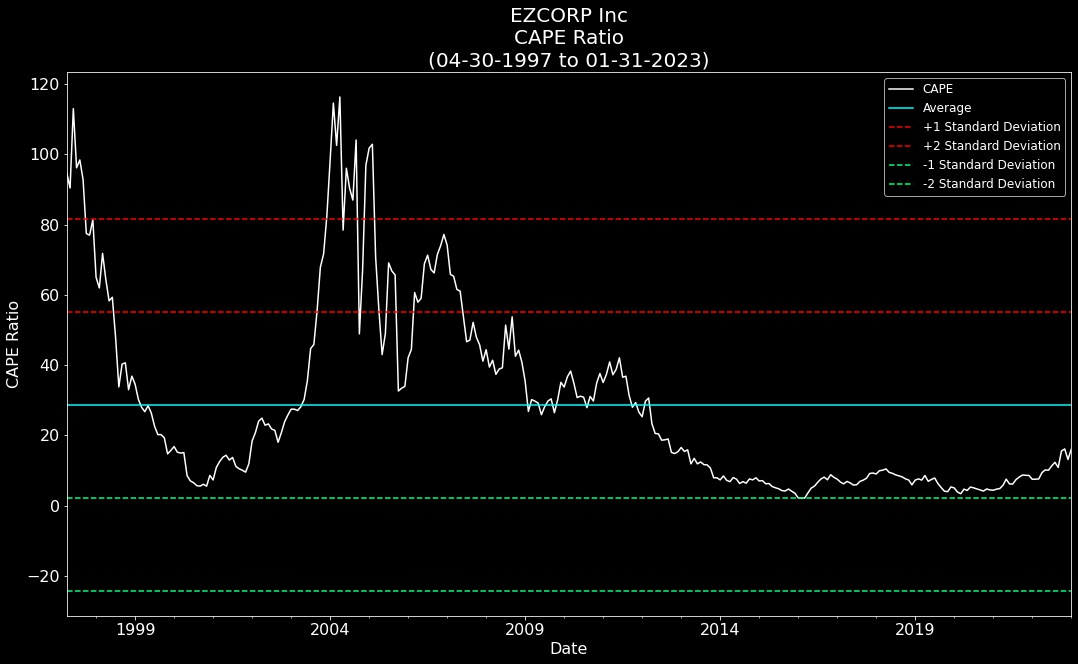 EZCORP Inc
CAPE Ratio
(04-30-1997 to 01-31-2023)
CAPE
Average
+1 Standard Deviation
+2 Standard Deviation
-1 Standard Deviation
-2 Standard Deviation
CAPE Ratio
120
100
80
60
40
20
0
−20
1999 2004 2009 2014 2019
Date